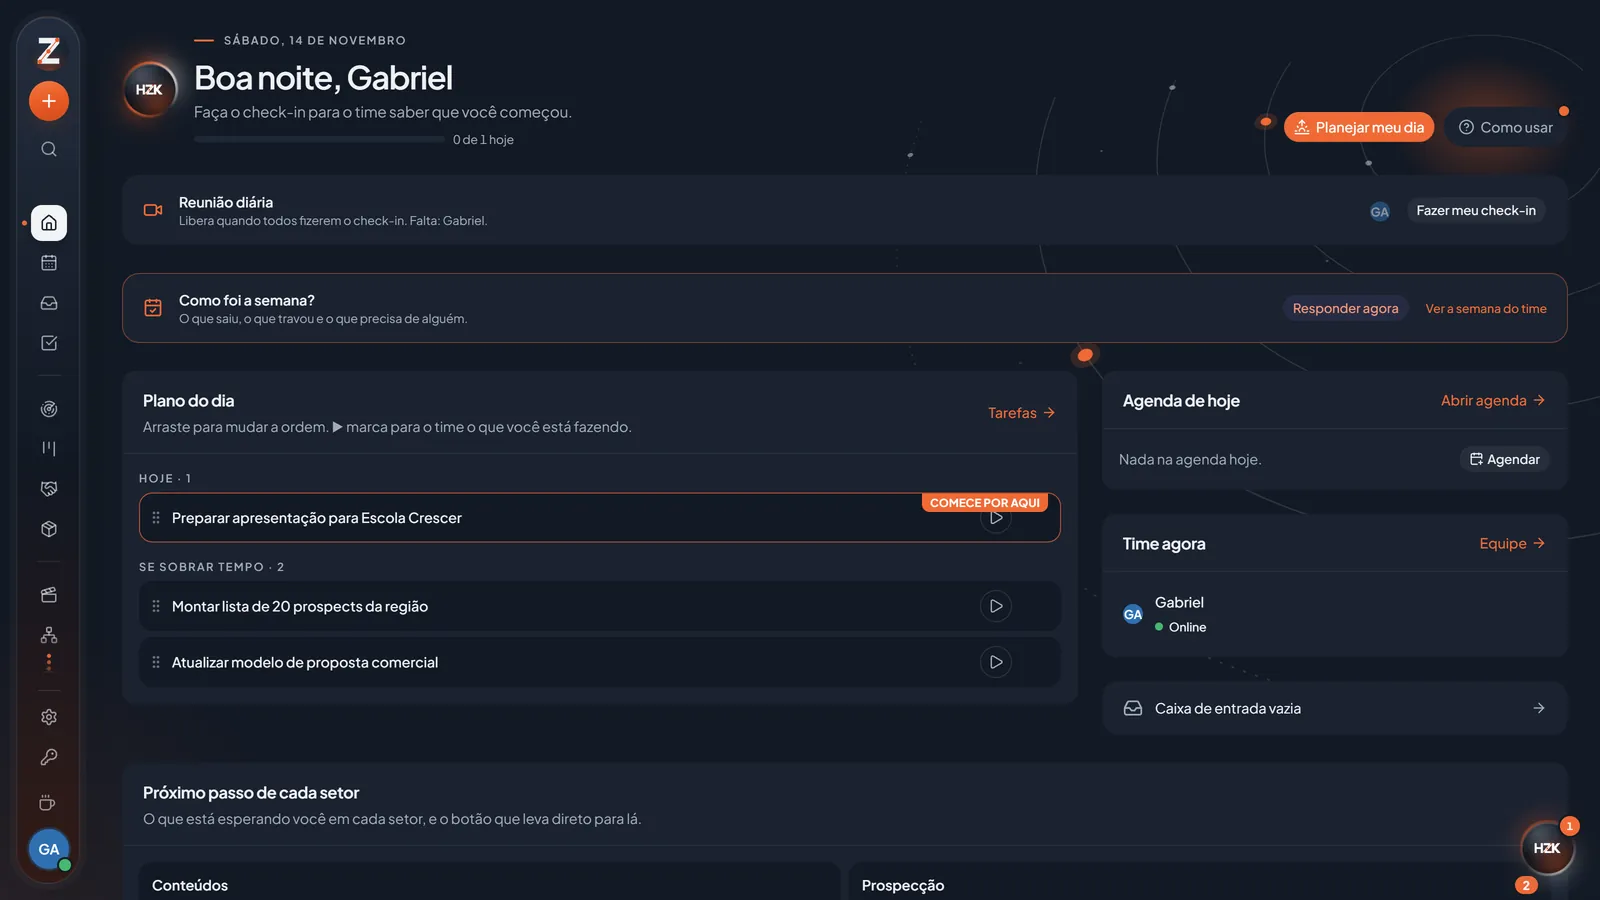 Z
SÁBADO, 14 DE NOVEMBRO
HZK
Boa noite, Gabriel
Faça o check-in para o time saber que você começou.
0 de 1 hoje
Planejar meu dia
Como usar
Reunião diária
Libera quando todos fizerem o check-in. Falta: Gabriel.
GA
Fazer meu check-in
Como foi a semana?
O que saiu, o que travou e o que precisa de alguém.
Responder agora
Ver a semana do time
Plano do dia
Arraste para mudar a ordem. ▶ marca para o time o que você está fazendo.
Tarefas →
HOJE · 1
COMECE POR AQUI
Preparar apresentação para Escola Crescer
SE SOBRAR TEMPO · 2
Montar lista de 20 prospects da região
Atualizar modelo de proposta comercial
Agenda de hoje
Abrir agenda →
Nada na agenda hoje.
Agendar
Time agora
Equipe →
GA
Gabriel
Online
Caixa de entrada vazia
Próximo passo de cada setor
O que está esperando você em cada setor, e o botão que leva direto para lá.
Conteúdos
Prospecção
GA
1
HZK
2